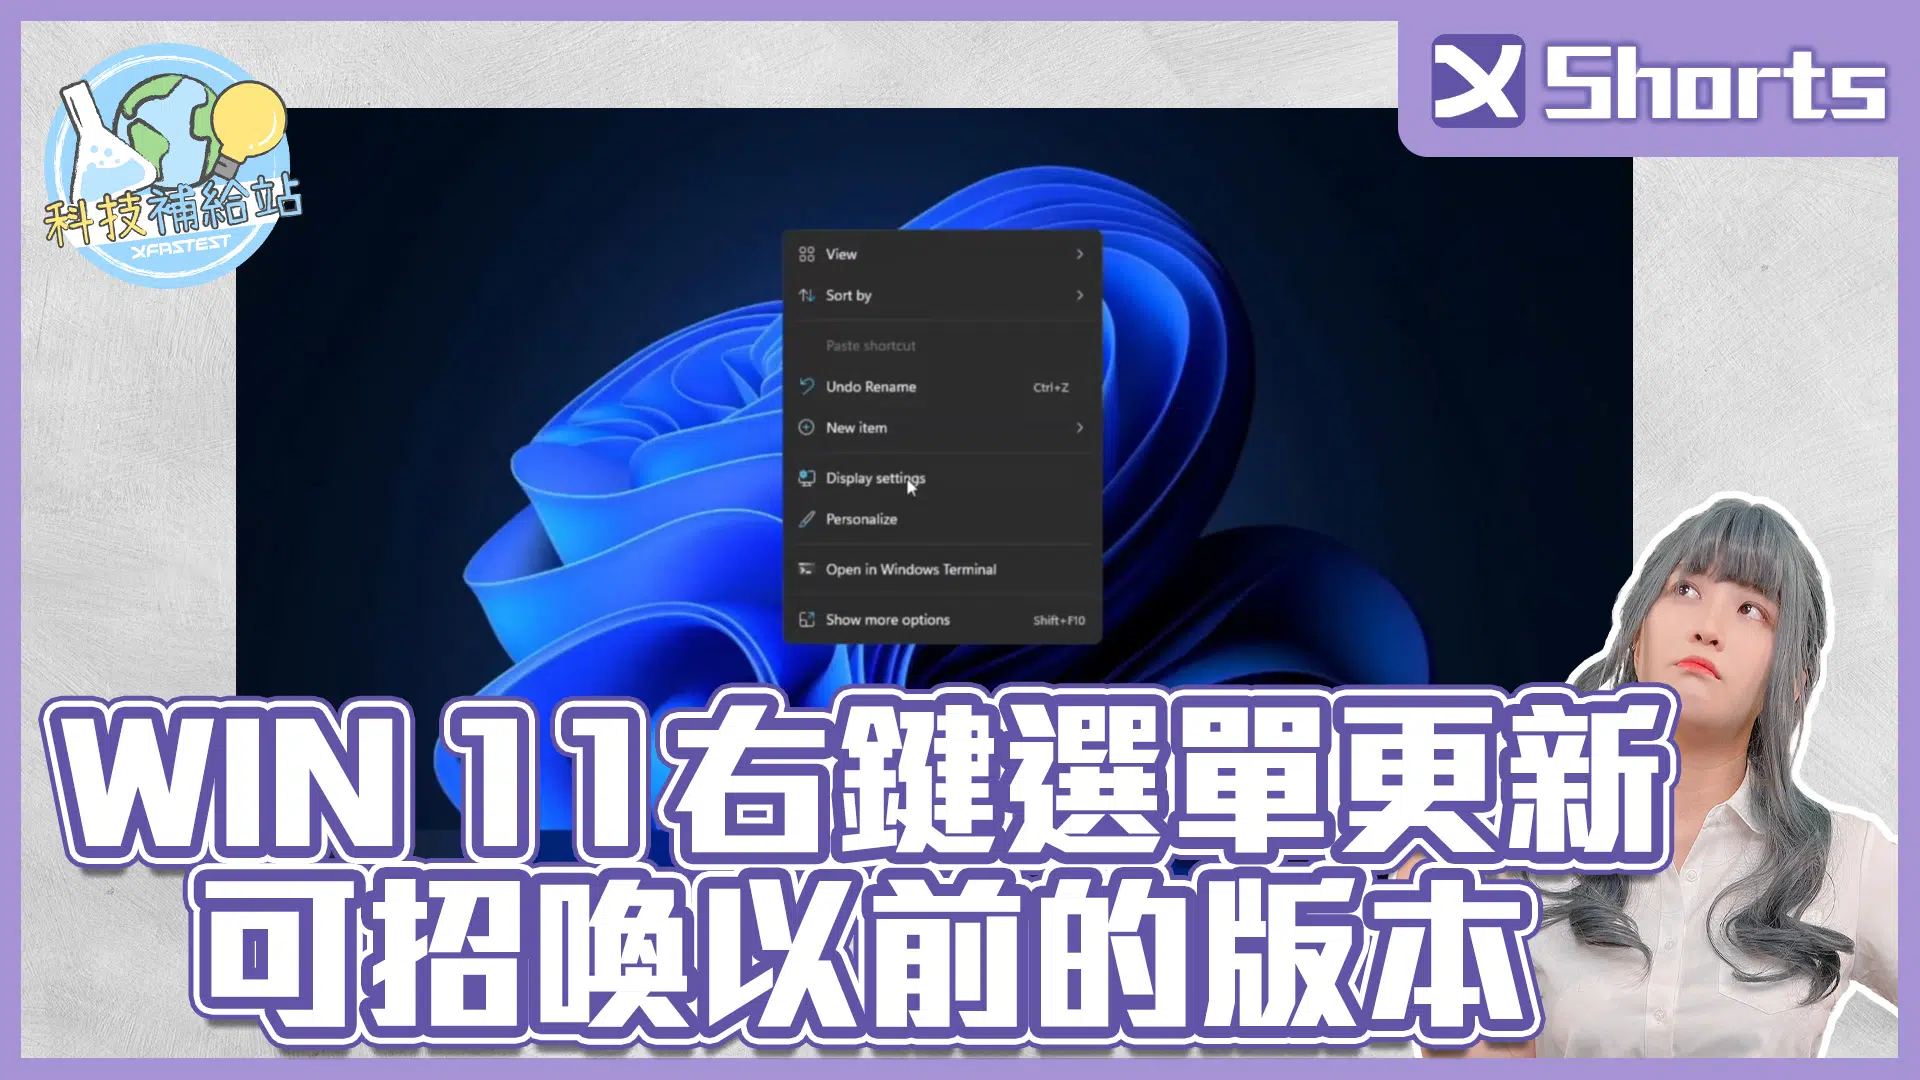 X Shorts
科技補給站
XFASTEST
View
Sort by
Paste shortcut
Undo Rename Ctrl+Z
New item
Display settings
Personalize
Open in Windows Terminal
Show more options Shift+F10
WIN 11右鍵選單更新
可招喚以前的版本